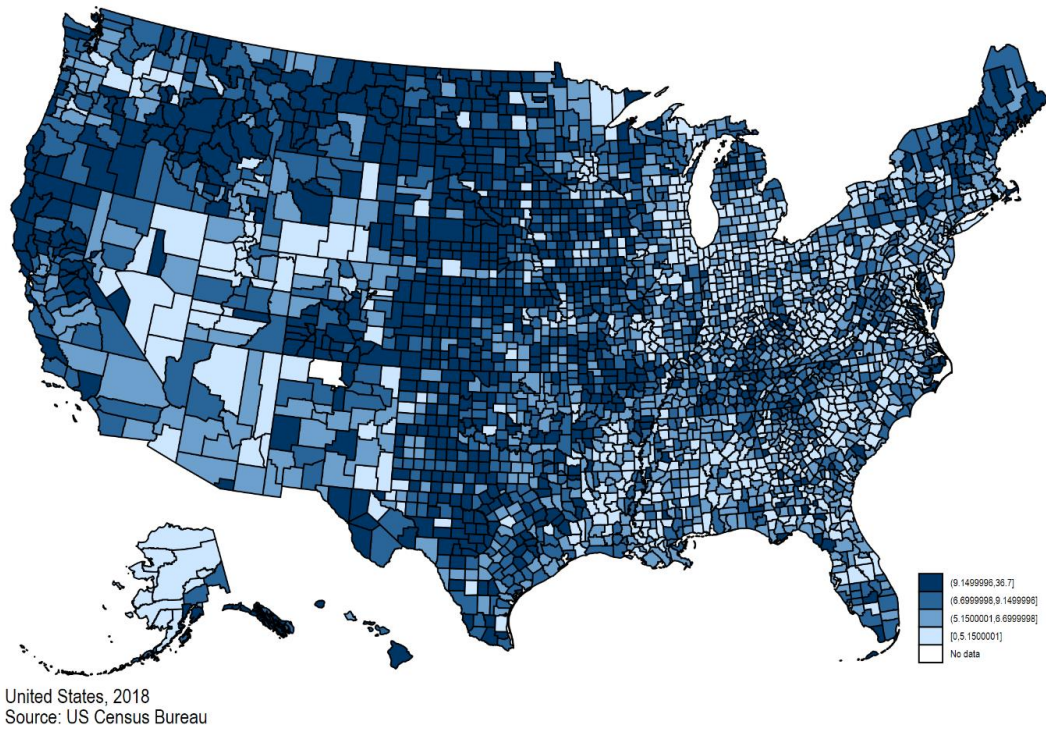 (9.1499996,36.7]
(6.6999998,9.1499996]
(5.1500001,6.6999998]
[0,5.1500001]
No data
United States, 2018
Source: US Census Bureau